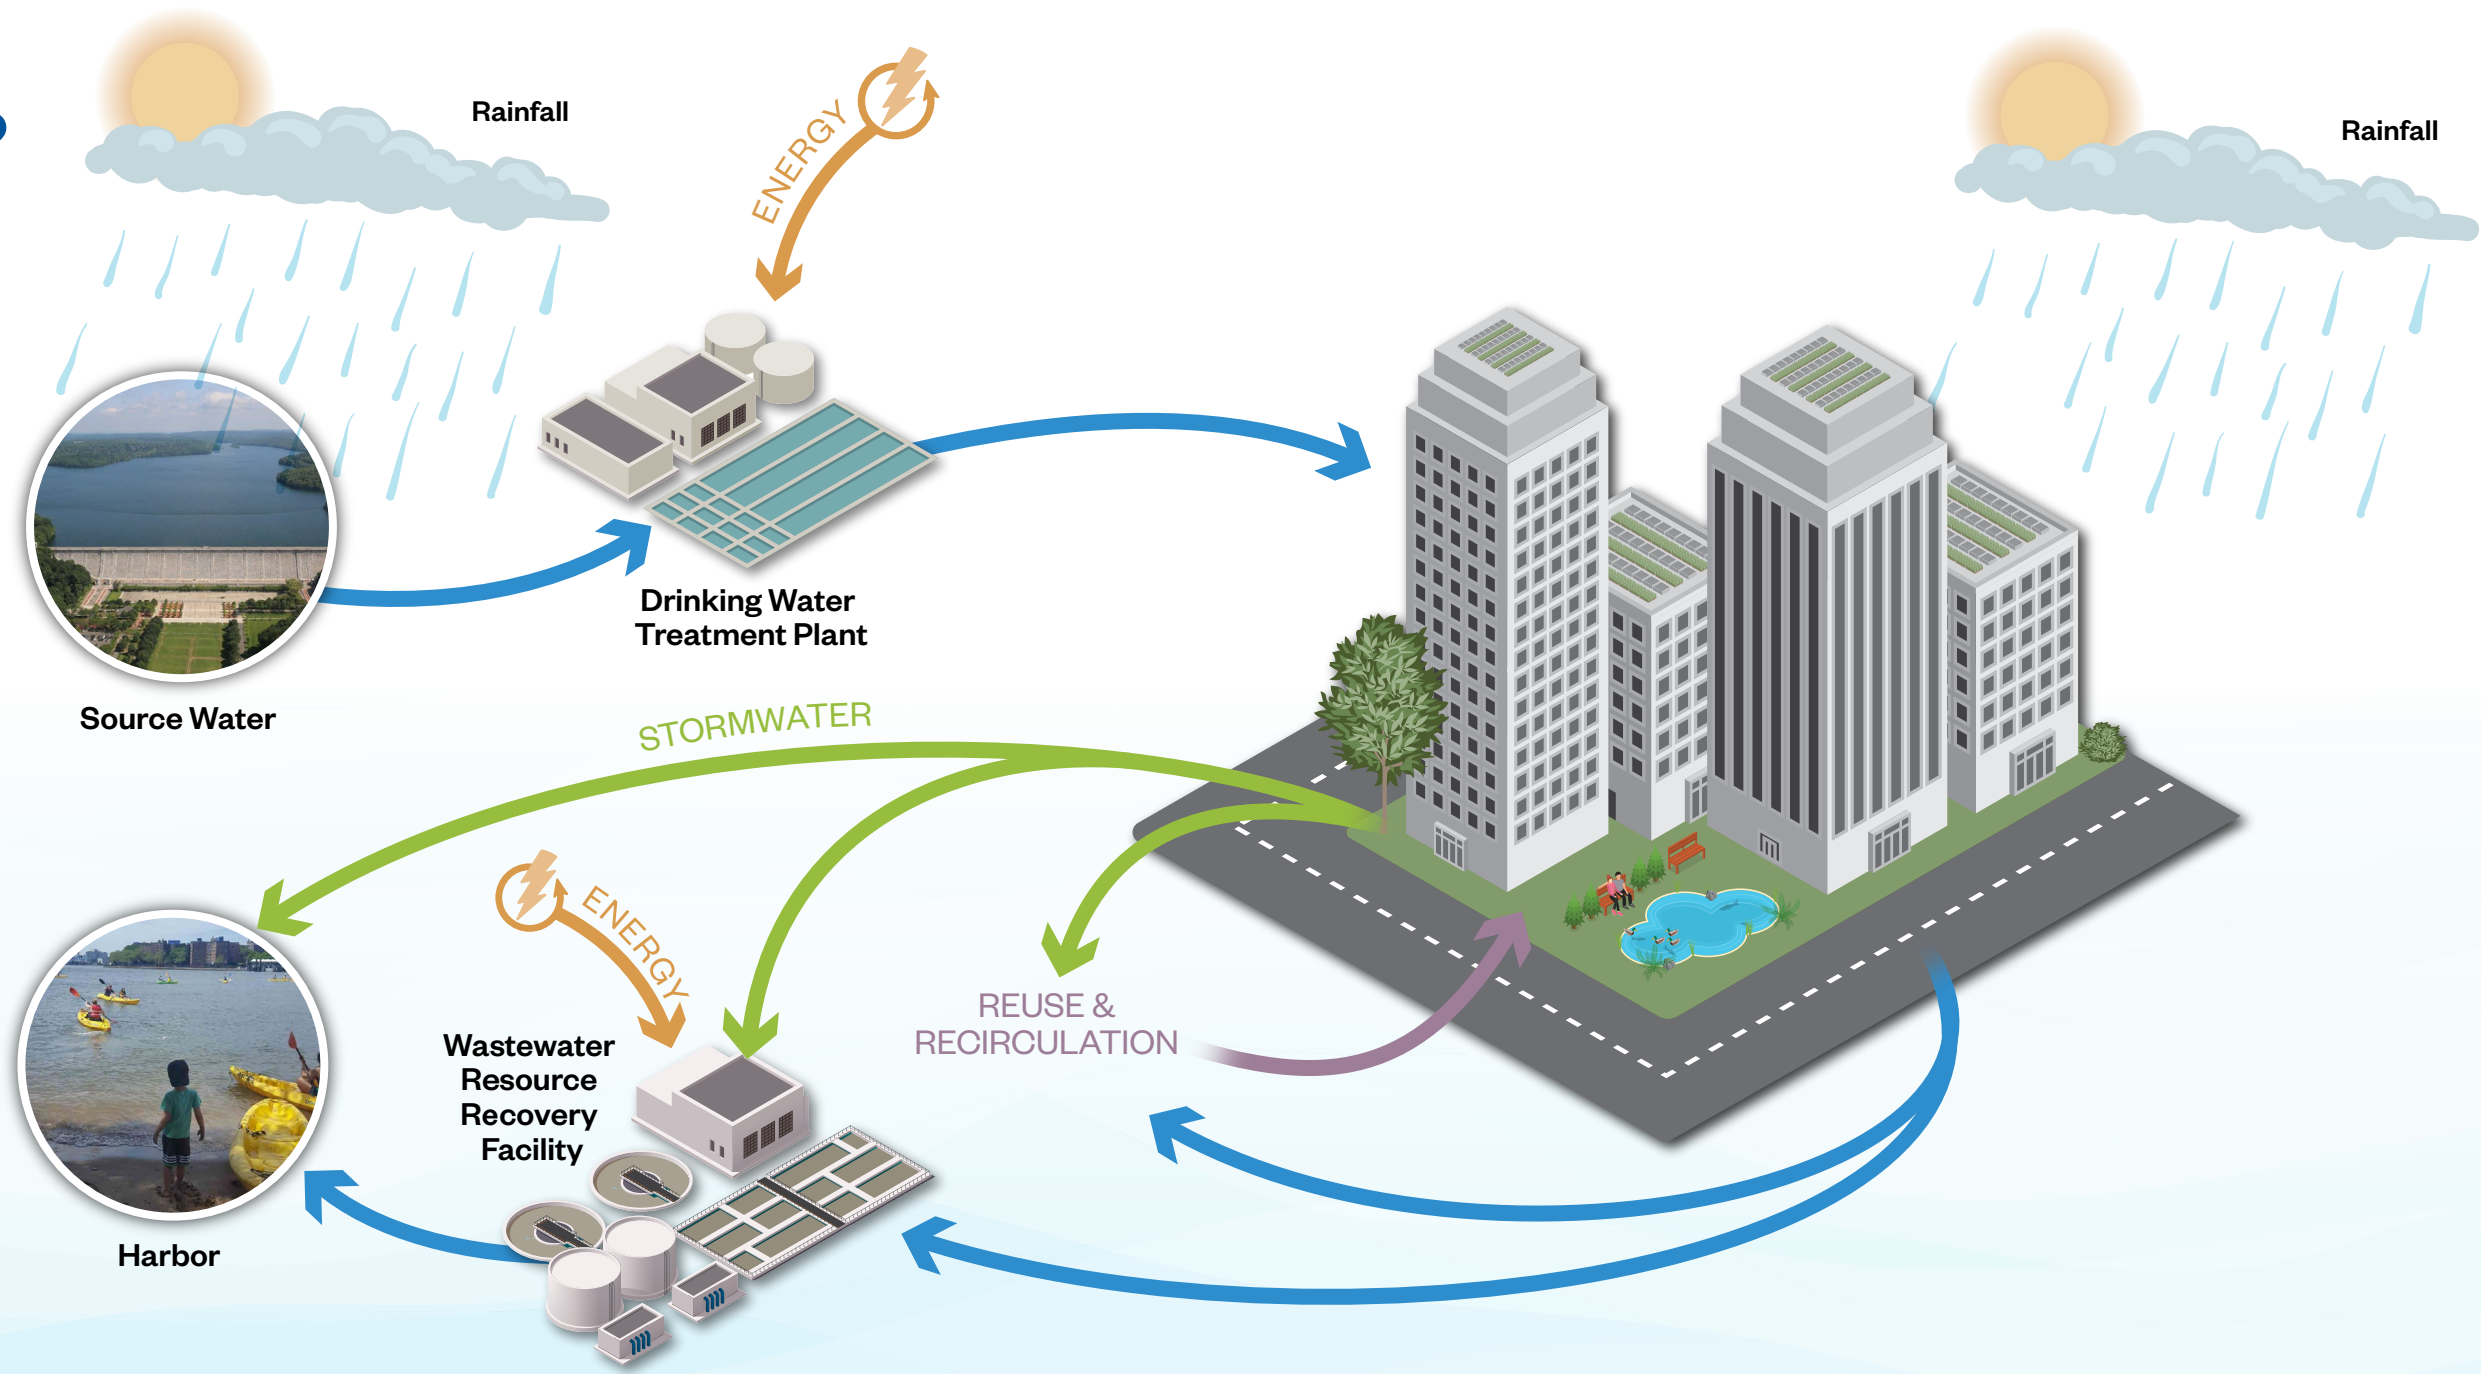 Rainfall
Rainfall
ENERGY
Drinking Water
Treatment Plant
Source Water
STORMWATER
ENERGY
REUSE &
RECIRCULATION
Wastewater
Resource
Recovery
Facility
Harbor